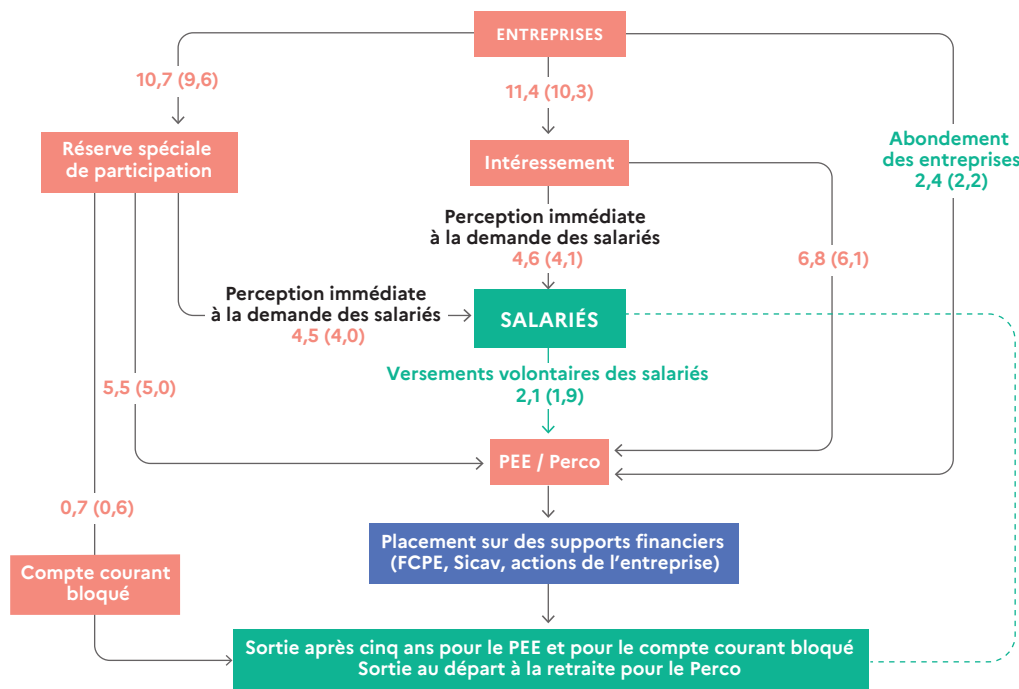 ENTREPRISES
10,7 (9,6)
11,4 (10,3)
Réserve spéciale
de participation
Intéressement
Abondement
des entreprises
2,4 (2,2)
Perception immédiate
à la demande des salariés
4,6 (4,1)
6,8 (6,1)
Perception immédiate
à la demande des salariés
4,5 (4,0)
SALARIÉS
Versements volontaires des salariés
2,1 (1,9)
5,5 (5,0)
PEE / Perco
0,7 (0,6)
Placement sur des supports financiers
(FCPE, Sicav, actions de l’entreprise)
Compte courant
bloqué
Sortie après cinq ans pour le PEE et pour le compte courant bloqué
Sortie au départ à la retraite pour le Perco